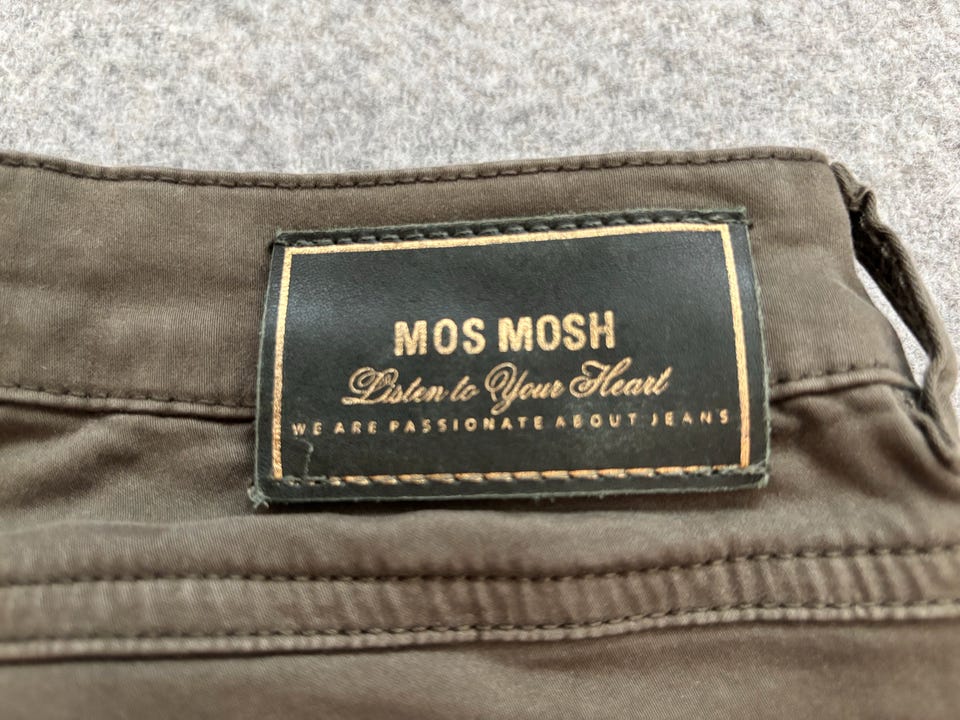 MOS MOSH
Listen to Your Heart
WE ARE PASSIONATE ABOUT JEANS